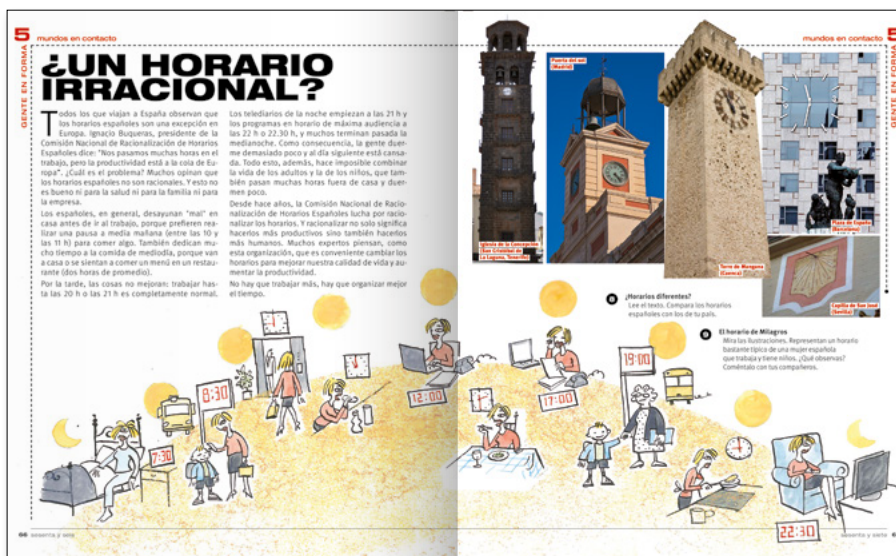 5
mundos en contacto
GENTE EN FORMA
¿UN HORARIO
IRRACIONAL?
Todos los que viajan a España observan que
los horarios españoles son una excepción en
Europa. Ignacio Buqueras, presidente de la
Comisión Nacional de Racionalización de Horarios
Españoles dice: "Nos pasamos muchas horas en el
trabajo, pero la productividad está a la cola de Eu-
ropa". ¿Cuál es el problema? Muchos opinan que
los horarios españoles no son racionales. Y esto no
es bueno ni para la salud ni para la familia ni para
la empresa.
Los españoles, en general, desayunan "mal" en
casa antes de ir al trabajo, porque prefieren rea-
lizar una pausa a media mañana (entre las 10 y
las 11 h) para comer algo. También dedican mu-
cho tiempo a la comida de mediodía, porque van
a casa o se sientan a comer un menú en un restau-
rante (dos horas de promedio).
Por la tarde, las cosas no mejoran: trabajar has-
ta las 20 h o las 21 h es completamente normal.
Los telediarios de la noche empiezan a las 21 h y
los programas en horario de máxima audiencia a
las 22 h o 22.30 h, y muchos terminan pasada la
medianoche. Como consecuencia, la gente duer-
me demasiado poco y al día siguiente está cansa-
da. Todo esto, además, hace imposible combinar
la vida de los adultos y la de los niños, que tam-
bién pasan muchas horas fuera de casa y duer-
men poco.
Desde hace años, la Comisión Nacional de Racio-
nalización de Horarios Españoles lucha por racio-
nalizar los horarios. Y racionalizar no solo significa
hacerlos más productivos sino también hacerlos
más humanos. Muchos expertos piensan, como
esta organización, que es conveniente cambiar los
horarios para mejorar nuestra calidad de vida y au-
mentar la productividad.
No hay que trabajar más, hay que organizar mejor
el tiempo.
7:30
8:30
12:00
66 sesenta y seis
mundos en contacto
5
GENTE EN FORMA
Iglesia de la Concepción
(San Cristóbal de
La Laguna, Tenerife)
Puerta del sol
(Madrid)
Torre de Mangana
(Cuenca)
Plaza de España
(Barcelona)
Capilla de San José
(Sevilla)
8 ¿Horarios diferentes?
Lee el texto. Compara los horarios
españoles con los de tu país.
9 El horario de Milagros
Mira las ilustraciones. Representan un horario
bastante típico de una mujer española
que trabaja y tiene niños. ¿Qué observas?
Coméntalo con tus compañeros.
17:00
19:00
22:30
sesenta y siete